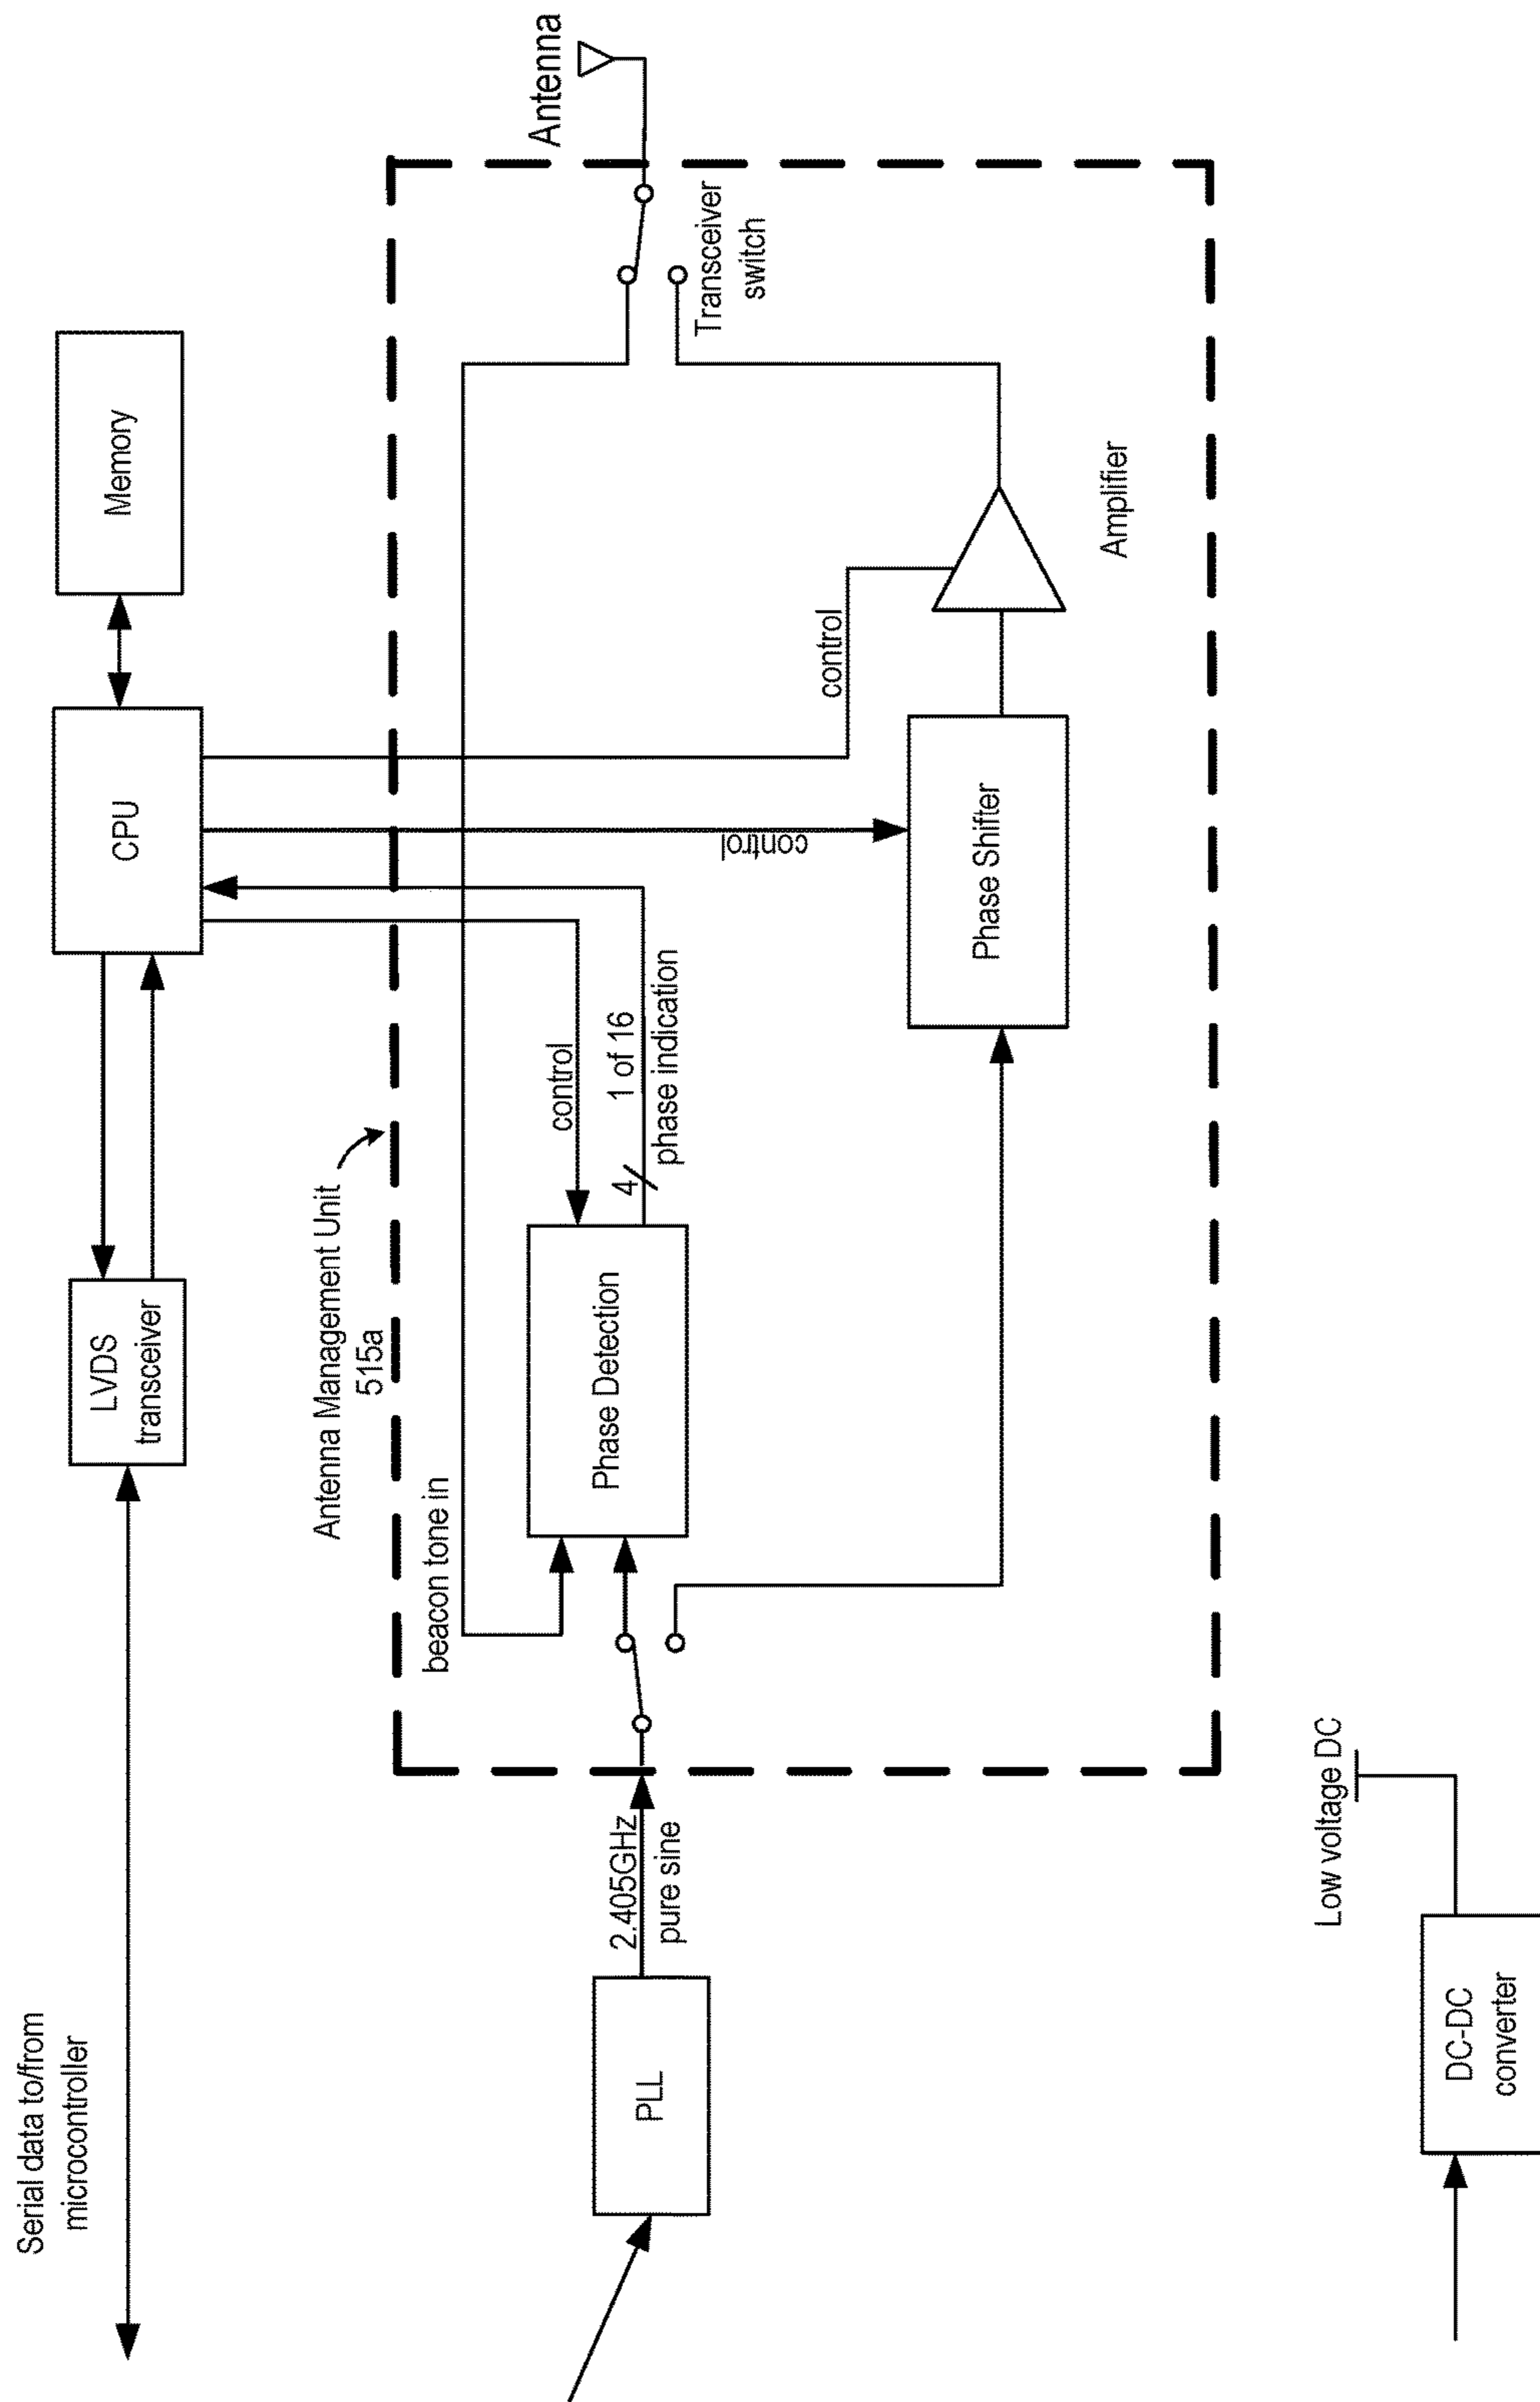 Serial data to/from
microcontroller
LVDS
transceiver
CPU
Memory
Antenna Management Unit
515a
Antenna
beacon tone in
control
4
1 of 16
phase indication
Phase Detection
control
control
Transceiver
switch
PLL
2.405GHz
pure sine
Phase Shifter
Amplifier
Low voltage DC
DC-DC
converter